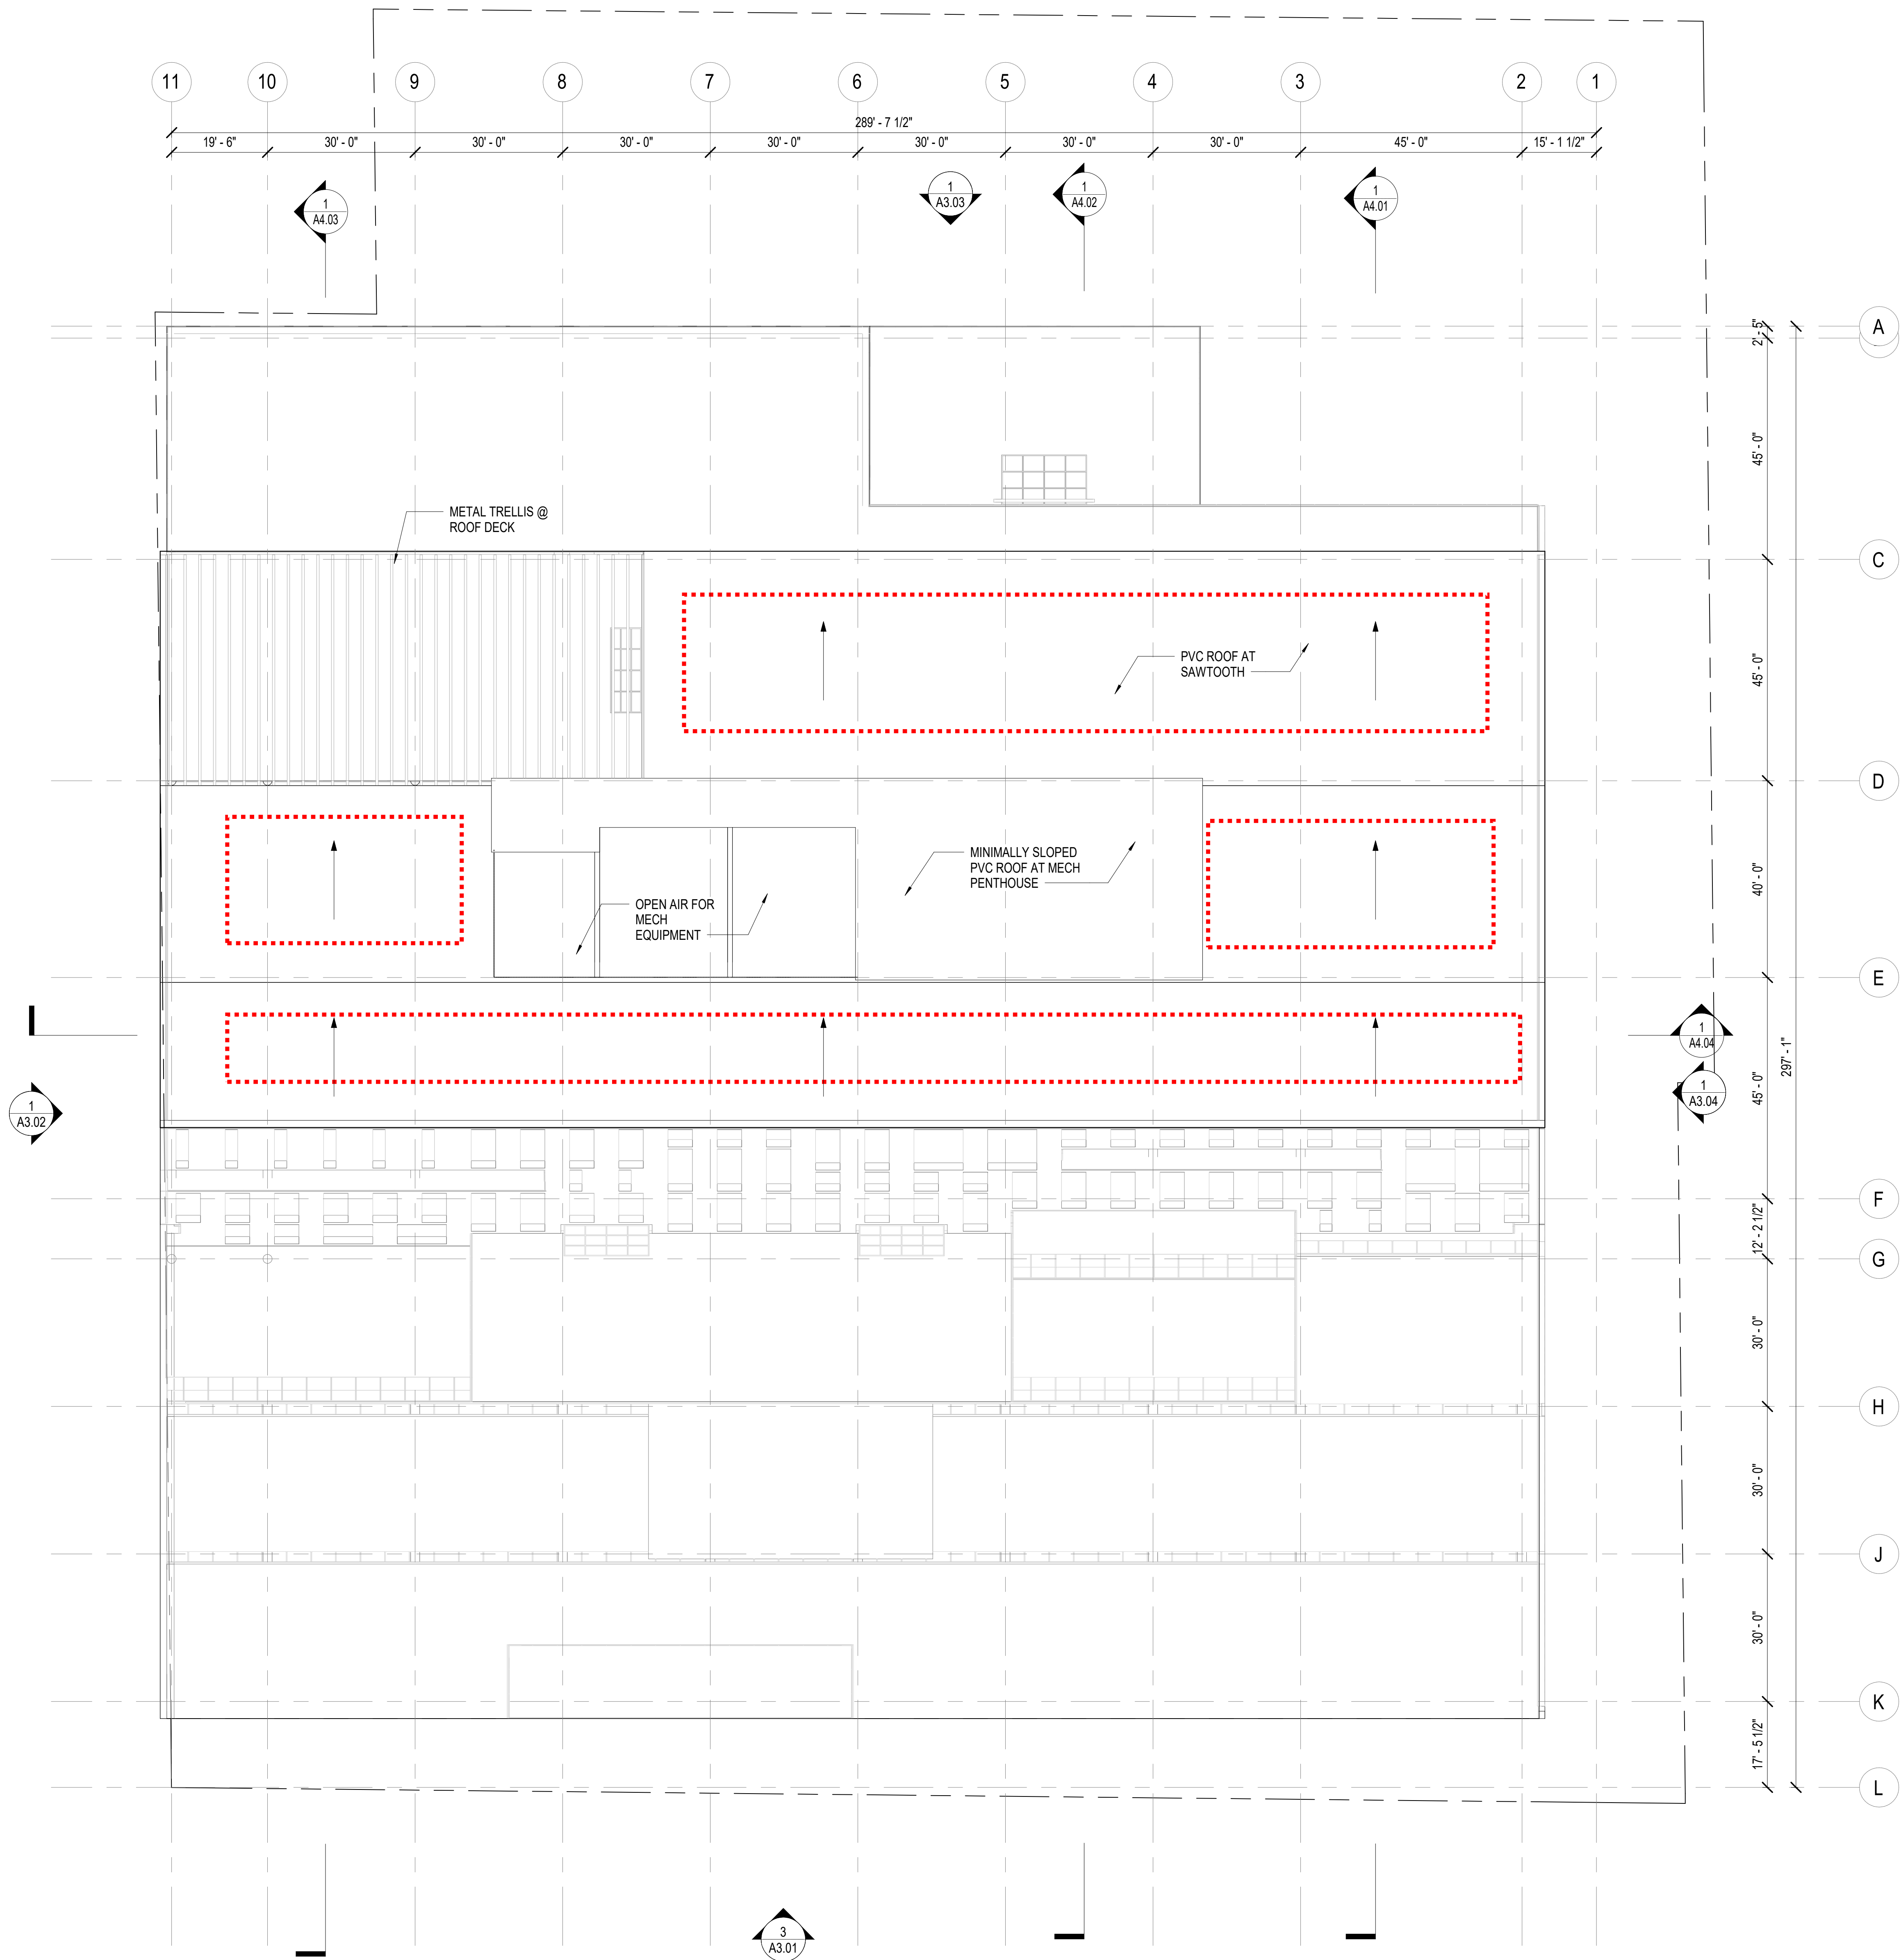 11
10
9
8
7
6
5
4
3
2
1
289' - 7 1/2"
19' - 6"
30' - 0"
30' - 0"
30' - 0"
30' - 0"
30' - 0"
30' - 0"
30' - 0"
45' - 0"
15' - 1 1/2"
1
A4.03
1
A3.03
1
A4.02
1
A4.01
A
2' - 5"
45' - 0"
METAL TRELLIS @
ROOF DECK
C
PVC ROOF AT
SAWTOOTH
45' - 0"
D
MINIMALLY SLOPED
PVC ROOF AT MECH
PENTHOUSE
OPEN AIR FOR
MECH
EQUIPMENT
40' - 0"
E
1
A4.04
297' - 1"
1
A3.02
1
A3.04
45' - 0"
F
12' - 2 1/2"
G
30' - 0"
H
30' - 0"
J
30' - 0"
K
17' - 5 1/2"
L
3
A3.01